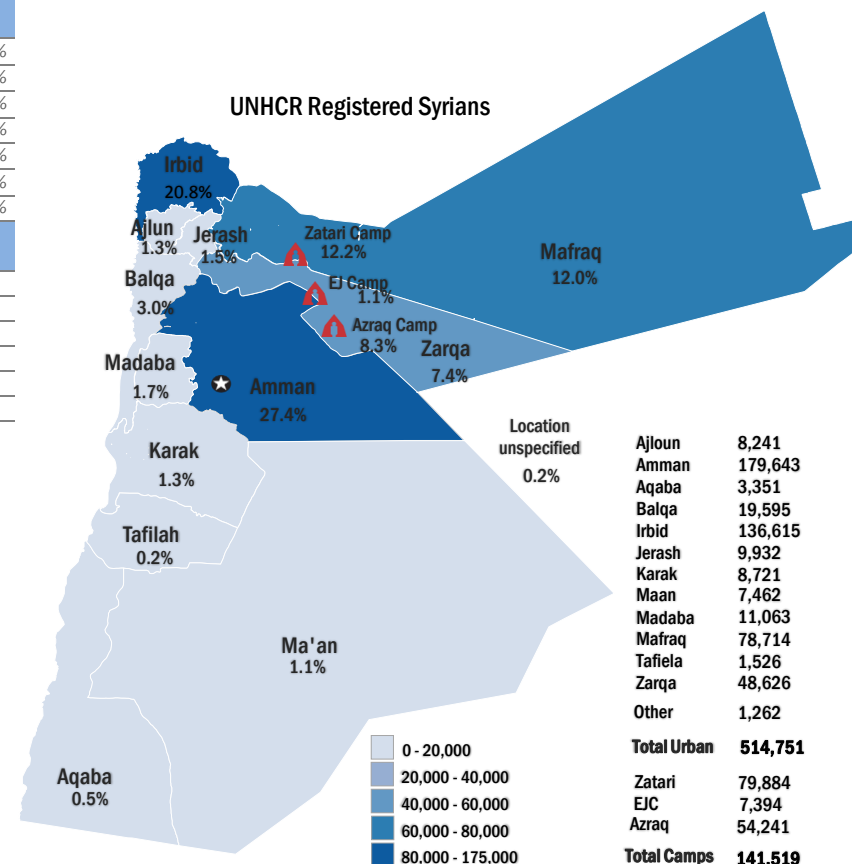 %
%
%
%
%
%
%
UNHCR Registered Syrians
Irbid
20.8%
Ajlun
1.3%
Jerash
1.5%
Zatari Camp
12.2%
Mafraq
12.0%
Balqa
3.0%
EJ Camp
1.1%
Azraq Camp
8.3%
Zarqa
7.4%
Madaba
1.7%
Amman
27.4%
Karak
1.3%
Location
unspecified
0.2%
Tafilah
0.2%
Ma'an
1.1%
Aqaba
0.5%
0 - 20,000
20,000 - 40,000
40,000 - 60,000
60,000 - 80,000
80,000 - 175,000
Ajloun 8,241
Amman 179,643
Aqaba 3,351
Balqa 19,595
Irbid 136,615
Jerash 9,932
Karak 8,721
Maan 7,462
Madaba 11,063
Mafraq 78,714
Tafiela 1,526
Zarqa 48,626
Other 1,262
Total Urban 514,751
Zatari 79,884
EJC 7,394
Azraq 54,241
Total Camps 141,519